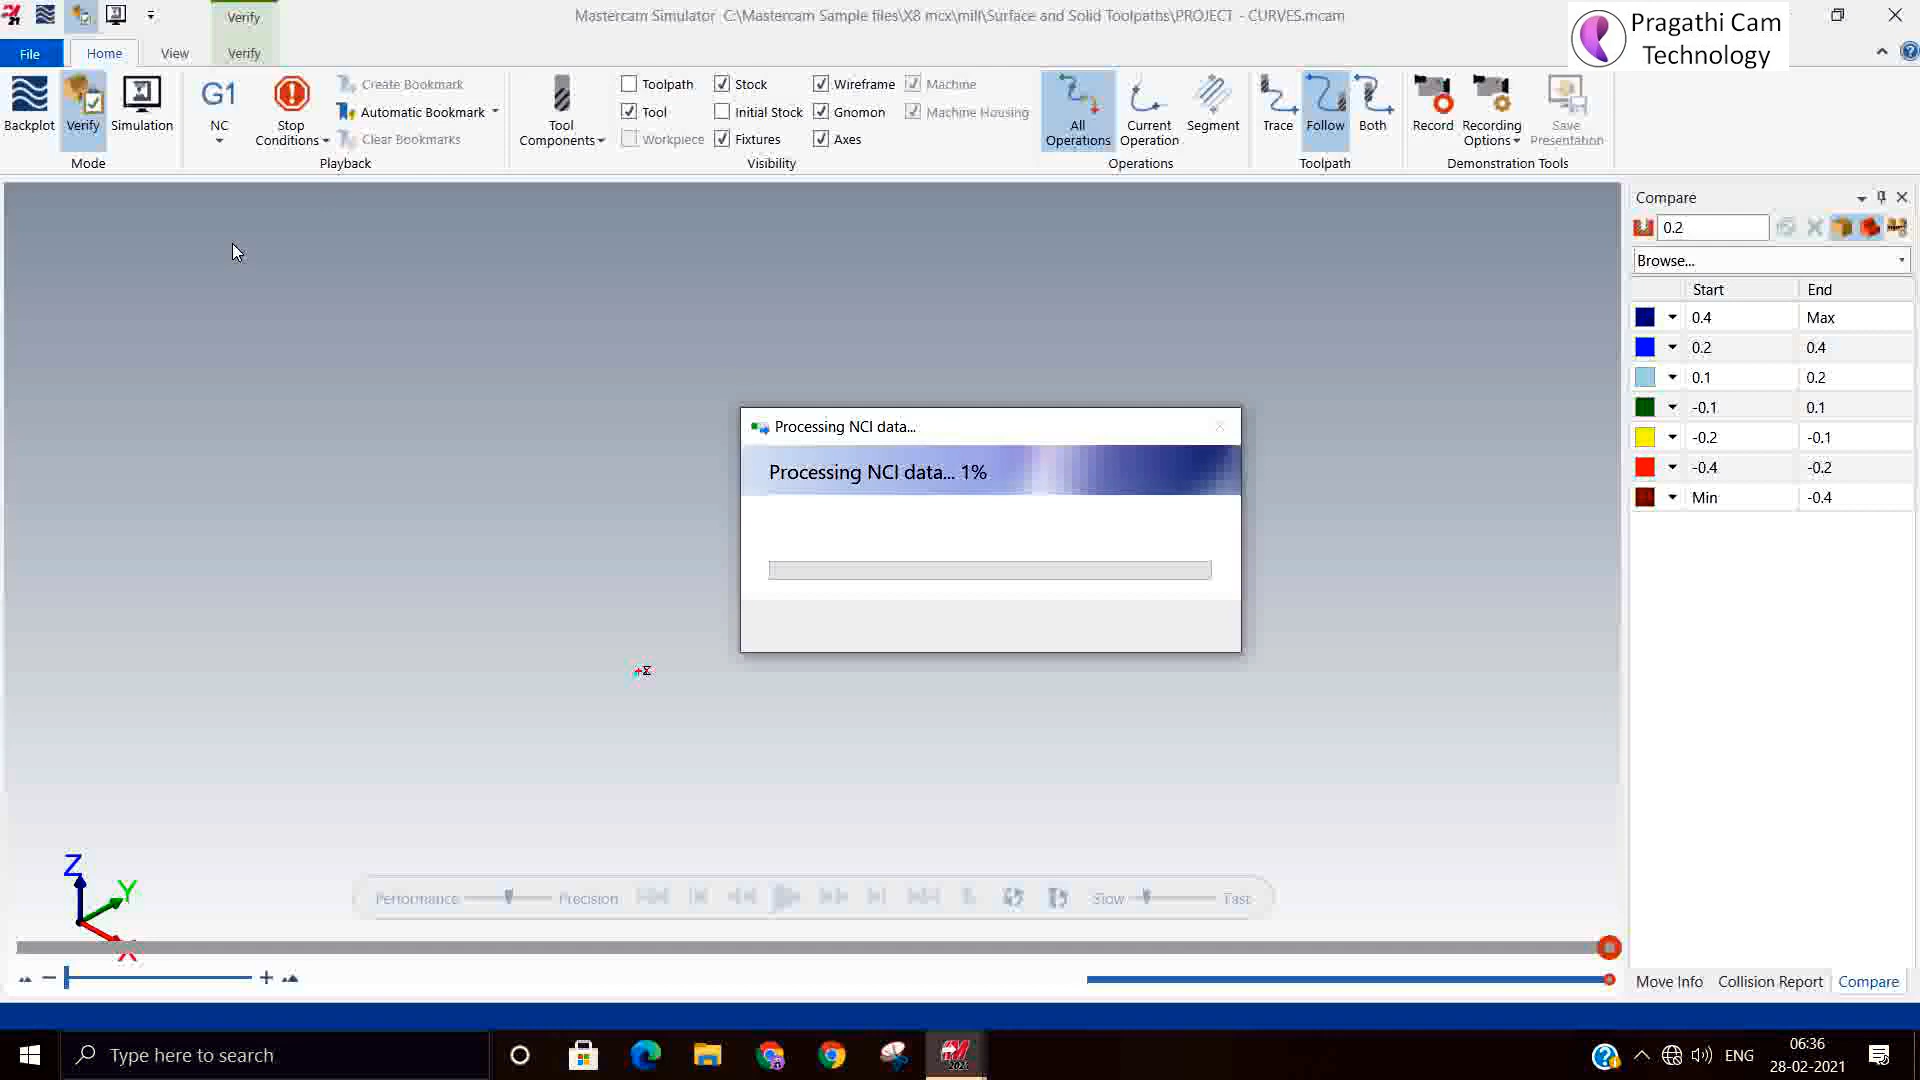 Verify
Mastercam Simulator C:\Mastercam Sample files\X8 mcx\mill\Surface and Solid Toolpaths\PROJECT - CURVES.mcam
Pragathi Cam
Technology
File
Home
View
Verify
Backplot
Verify
Simulation
Mode
G1
NC
Stop
Conditions
Create Bookmark
Automatic Bookmark
Clear Bookmarks
Playback
Tool
Components
Toolpath
Tool
Workpiece
Stock
Initial Stock
Fixtures
Wireframe
Gnomon
Axes
Machine
Machine Housing
Visibility
All
Operations
Current
Operation
Segment
Operations
Trace
Follow
Both
Toolpath
Record
Recording
Options
Save
Presentation
Demonstration Tools
Compare
0.2
Browse...
Start End
0.4 Max
0.2 0.4
0.1 0.2
-0.1 0.1
-0.2 -0.1
-0.4 -0.2
Min -0.4
Processing NCI data...
Processing NCI data... 1%
Z
Y
X
Performance
Precision
Slow
Fast
Move Info
Collision Report
Compare
Type here to search
2021
ENG
06:36
28-02-2021